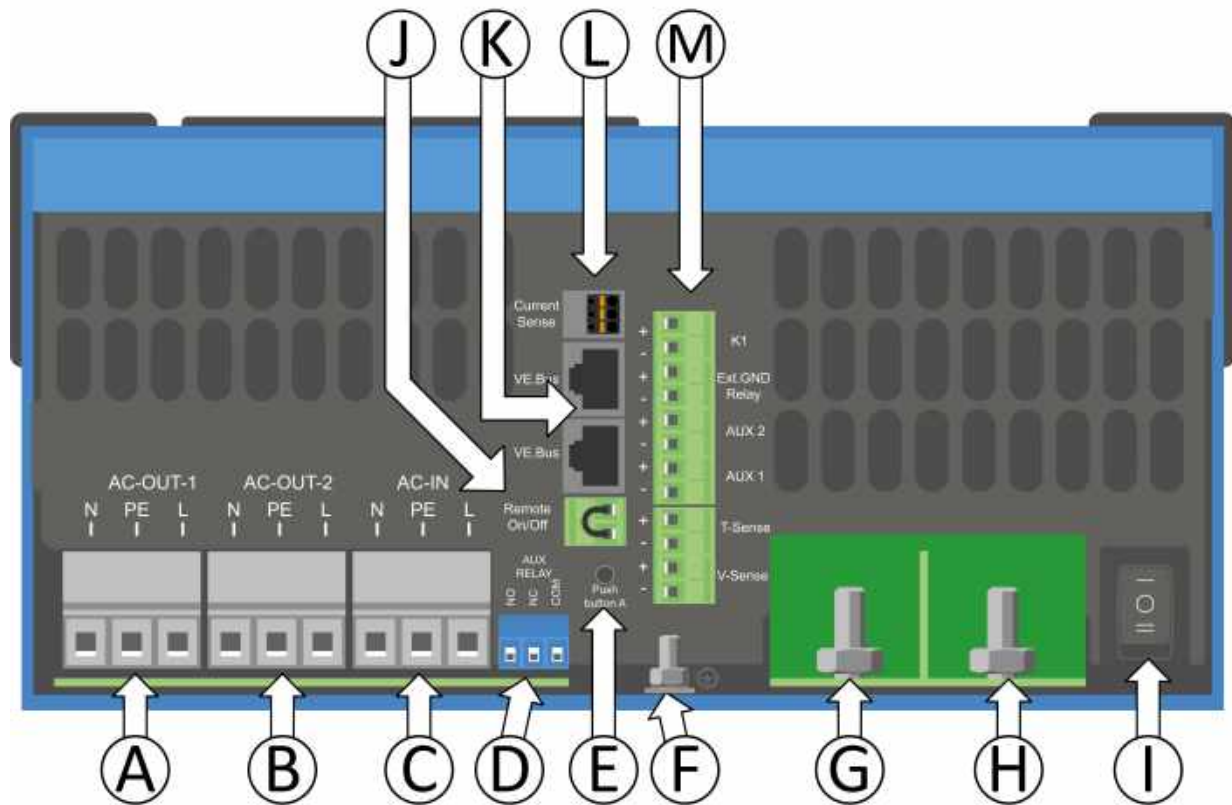 J K L M
Current
Sense
+ K1
-
VE.Bus
+ Ext.GND
- Relay
+ AUX 2
-
VE.Bus
+ AUX 1
-
AC-OUT-1 AC-OUT-2 AC-IN
N PE L N PE L N PE L
Remote
On/Off
+ T-Sense
-
AUX
RELAY
NO NC COM
Push
button A
+ V-Sense
-
A B C D E F G H I